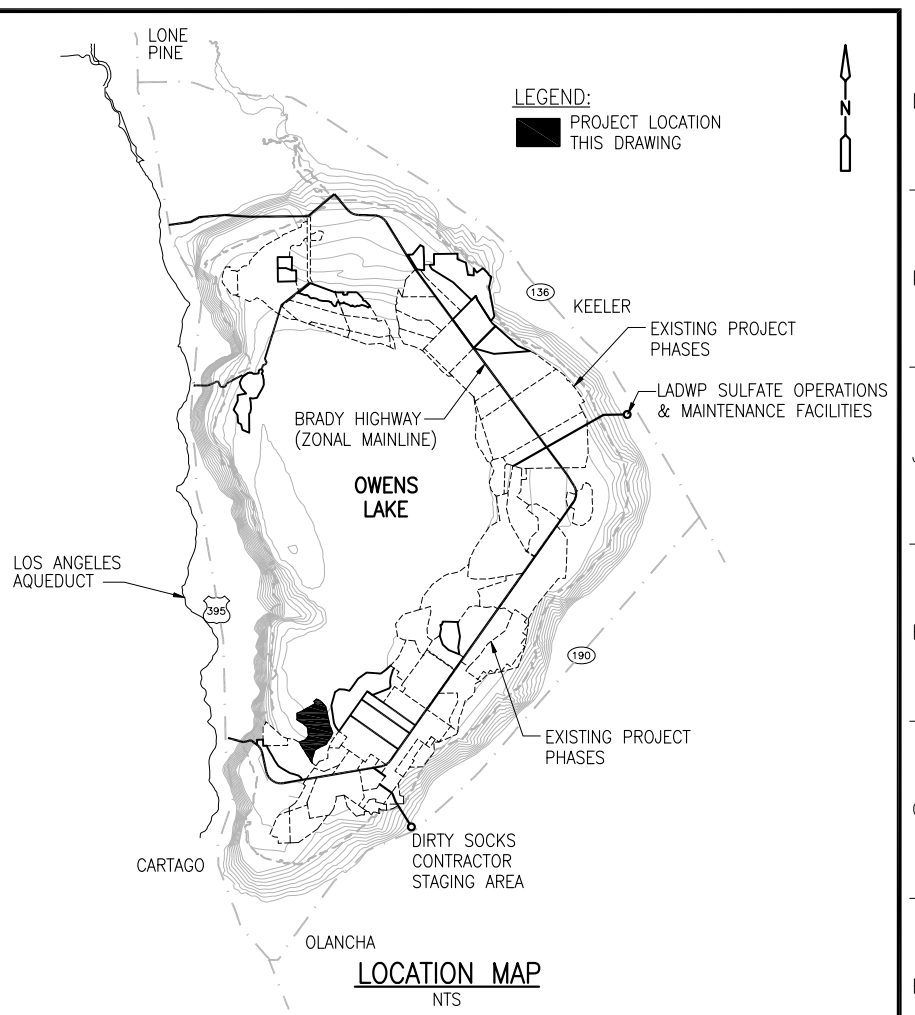 LONE
PINE
LEGEND:
PROJECT LOCATION
THIS DRAWING
N
136
KEELER
EXISTING PROJECT
PHASES
LADWP SULFATE OPERATIONS
& MAINTENANCE FACILITIES
BRADY HIGHWAY
(ZONAL MAINLINE)
OWENS
LAKE
LOS ANGELES
AQUEDUCT
395
190
EXISTING PROJECT
PHASES
DIRTY SOCKS
CONTRACTOR
STAGING AREA
CARTAGO
OLANCHA
LOCATION MAP
NTS